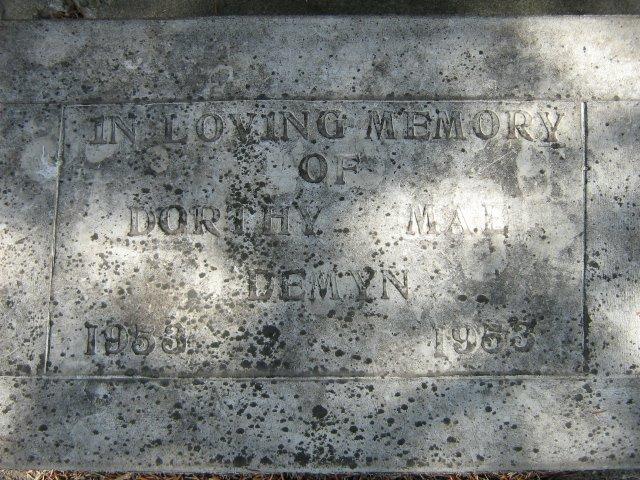 IN LOVING MEMORY
OF
DORTHY MAE
DEMYN
1953 1953